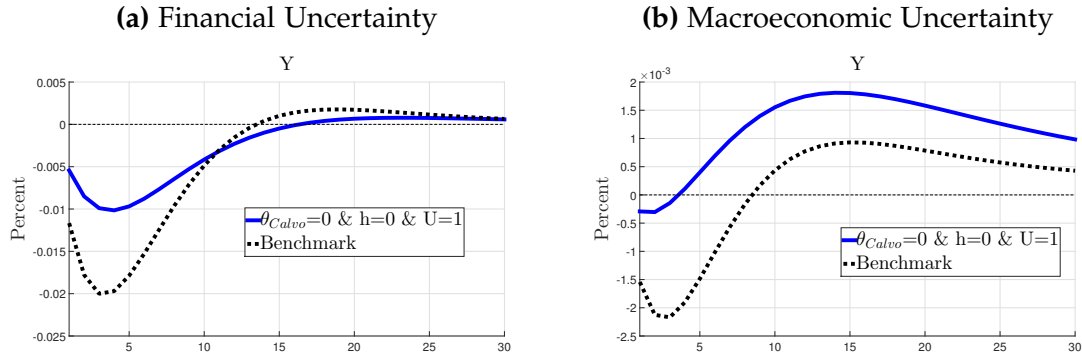 (a) Financial Uncertainty
Y
0.005
0
-0.005
-0.01
-0.015
-0.02
-0.025
Percent
θCalvo=0 & h=0 & U=1
Benchmark
5 10 15 20 25 30
(b) Macroeconomic Uncertainty
Y
×10-3
2
1.5
1
0.5
0
-0.5
-1
-1.5
-2
-2.5
Percent
θCalvo=0 & h=0 & U=1
Benchmark
5 10 15 20 25 30